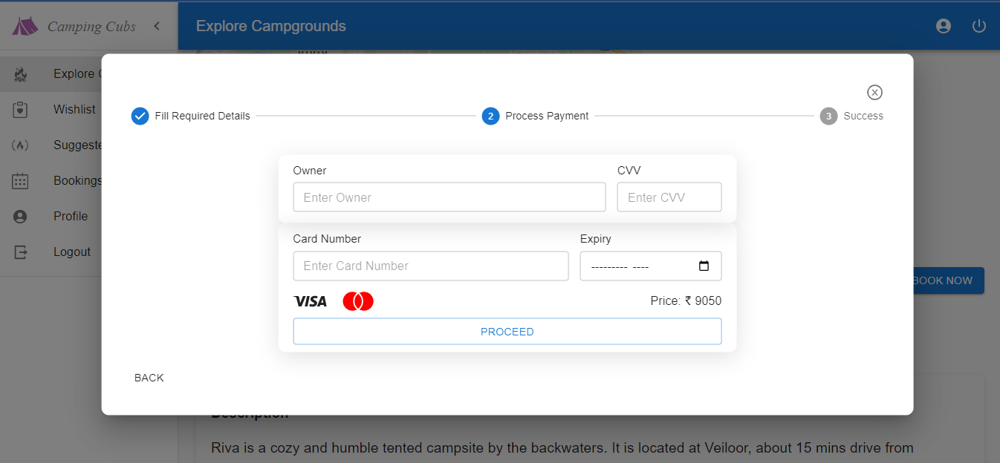 Camping Cubs
Explore Campgrounds
Explore
Wishlist
Bookings
Profile
Logout
Fill Required Details
2
Process Payment
3
Success
Owner
CVV
Enter Owner
Enter CVV
Card Number
Expiry
Enter Card Number
--------- ----
VISA
Price: ₹ 9050
PROCEED
BACK
BOOK NOW
Description
Riva is a cozy and humble tented campsite by the backwaters. It is located at Veiloor, about 15 mins drive from